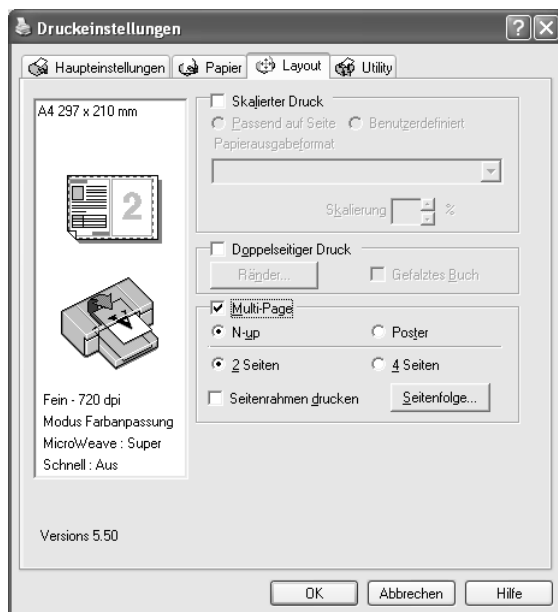 Druckeinstellungen
Haupteinstellungen Papier Layout Utility
A4 297 x 210 mm
2
Fein - 720 dpi
Modus Farbanpassung
MicroWeave : Super
Schnell : Aus
Versions 5.50
Skalierter Druck
Passend auf Seite Benutzerdefiniert
Papierausgabeformat
Skalierung %
Doppelseitiger Druck
Ränder... Gefalztes Buch
Multi-Page
N-up Poster
2 Seiten 4 Seiten
Seitenrahmen drucken Seitenfolge...
OK Abbrechen Hilfe